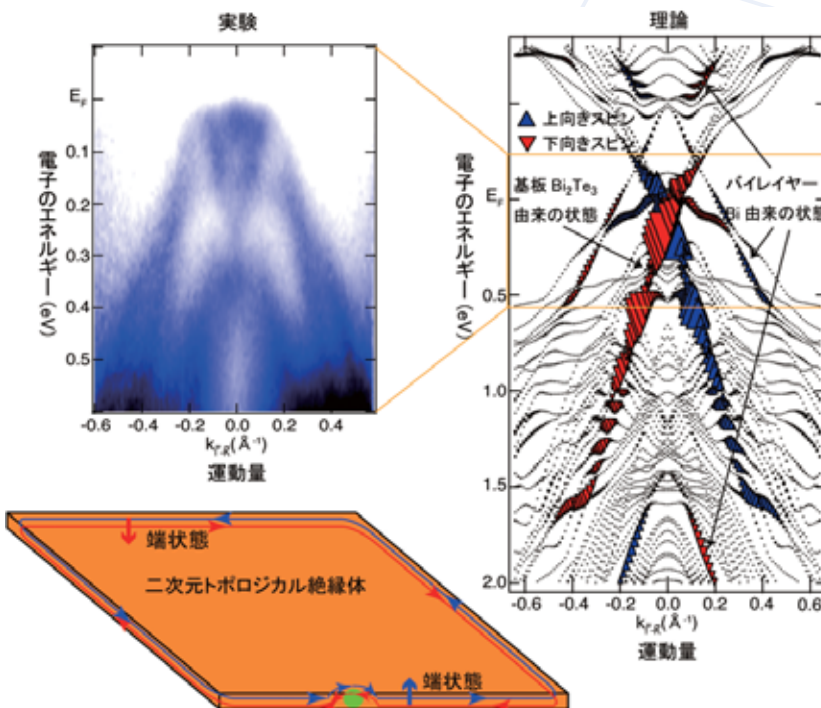 実験
E_F
0.1
0.2
0.3
0.4
0.5
電子のエネルギー (eV)
-0.6 -0.4 -0.2 0.0 0.2 0.4
k_Γ-K(Å⁻¹)
運動量
理論
上向きスピン
下向きスピン
基板 Bi₂Te₃
由来の状態
バイレイヤー
Bi 由来の状態
E_F
0.5
1.0
1.5
2.0
電子のエネルギー (eV)
-0.6 -0.4 -0.2 0.0 0.2 0.4 0.6
運動量
端状態
二次元トポロジカル絶縁体
端状態